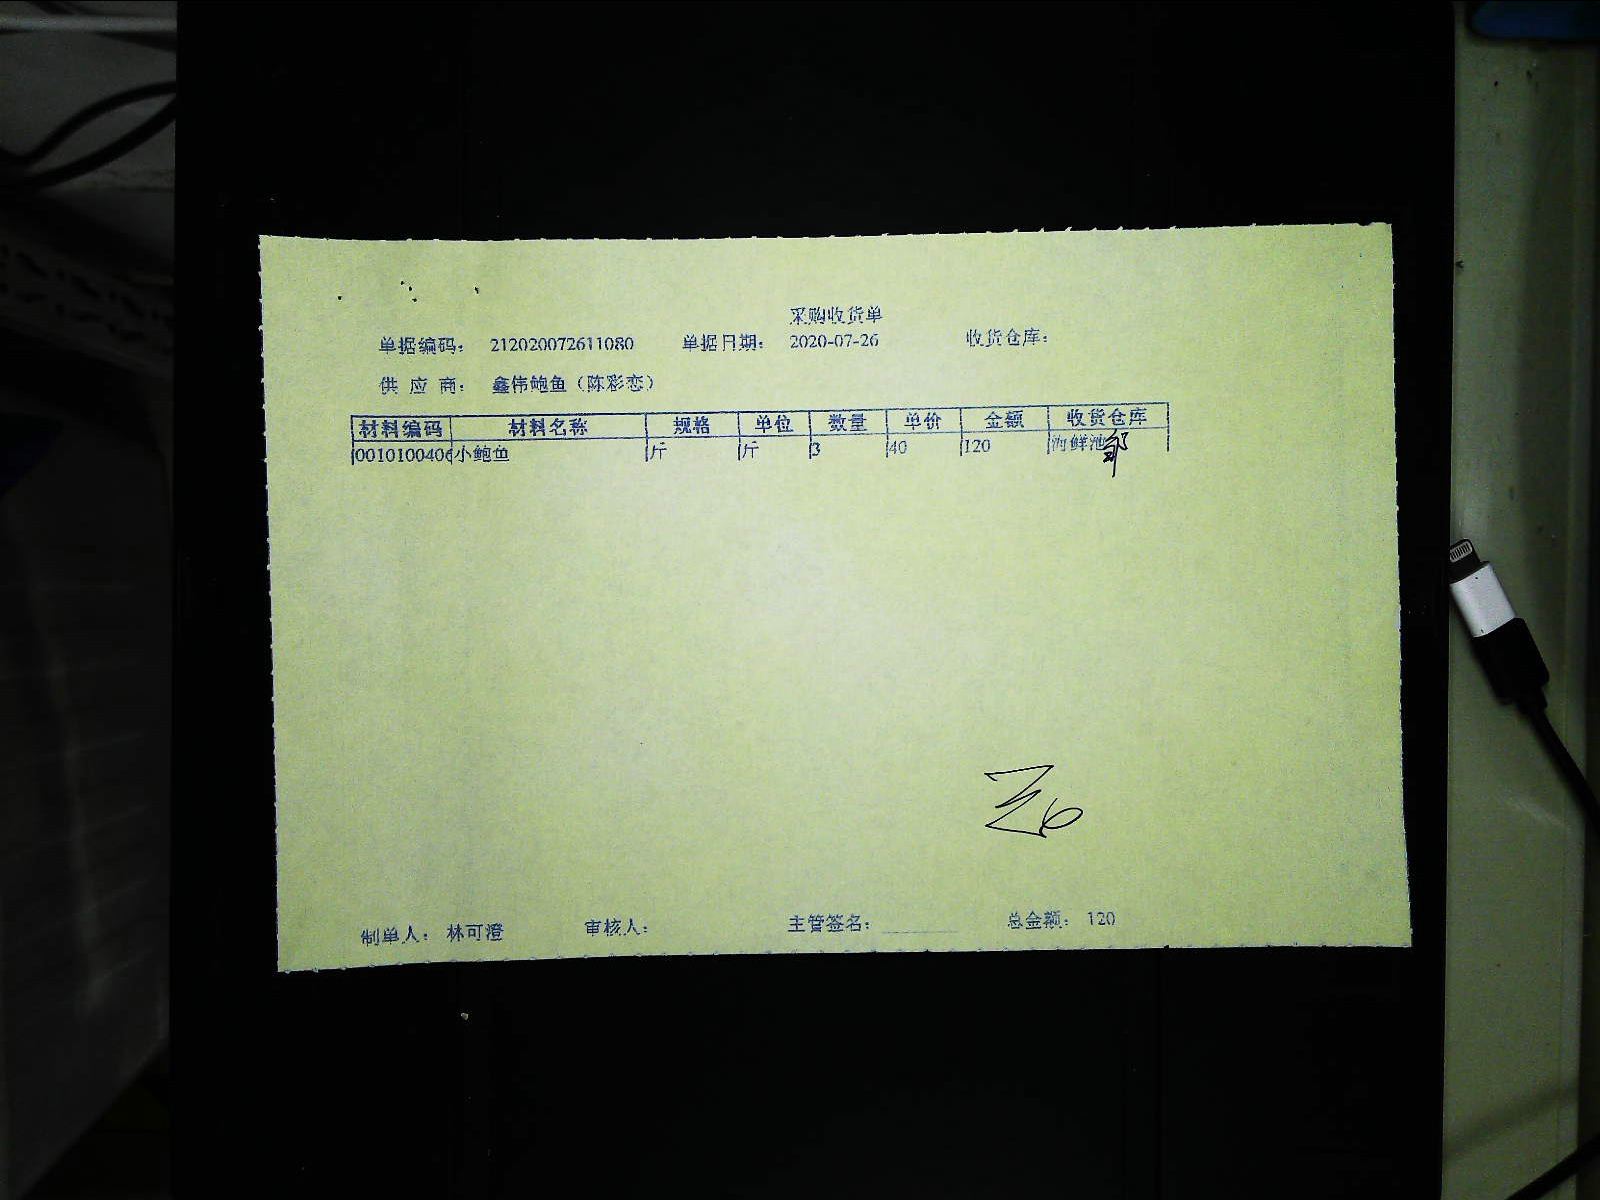 采购收货单
单据编码: 212020072611080 单据日期: 2020-07-26 收货仓库:
供应商: 鑫伟鲍鱼(陈彩恋)
材料编码 材料名称 规格 单位 数量 单价 金额 收货仓库
0010100406 小鲍鱼 斤 斤 3 40 120 海鲜池
制单人: 林可澄 审核人: 主管签名: 总金额: 120